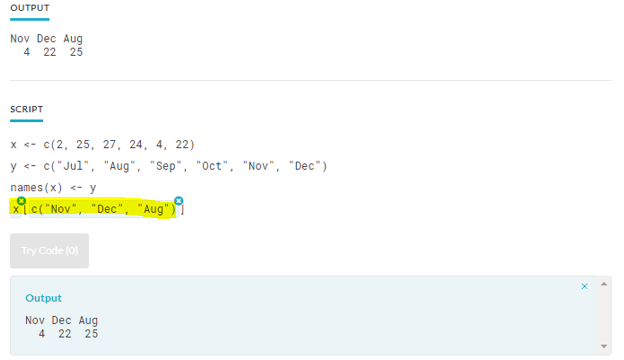 OUTPUT
Nov Dec Aug
4 22 25
SCRIPT
x <- c(2, 25, 27, 24, 4, 22)
y <- c("Jul", "Aug", "Sep", "Oct", "Nov", "Dec")
names(x) <- y
x[c("Nov", "Dec", "Aug")]
Try Code (0)
Output
Nov Dec Aug
4 22 25